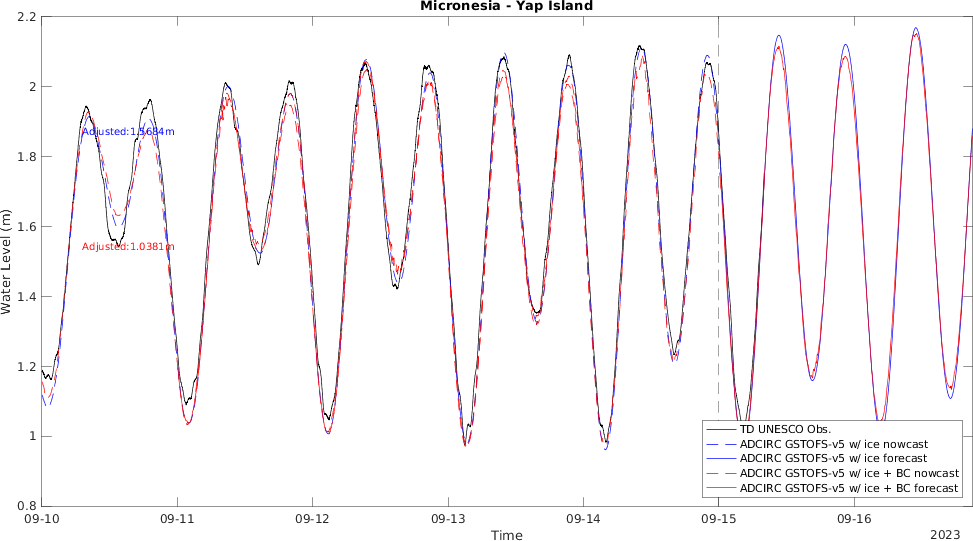 Micronesia - Yap Island
Water Level (m)
2.2
2
1.8
1.6
1.4
1.2
1
0.8
Adjusted:1.5684m
Adjusted:1.0381m
TD UNESCO Obs.
ADCIRC GSTOFS-v5 w/ ice nowcast
ADCIRC GSTOFS-v5 w/ ice forecast
ADCIRC GSTOFS-v5 w/ ice + BC nowcast
ADCIRC GSTOFS-v5 w/ ice + BC forecast
09-10 09-11 09-12 09-13 09-14 09-15 09-16
Time
2023